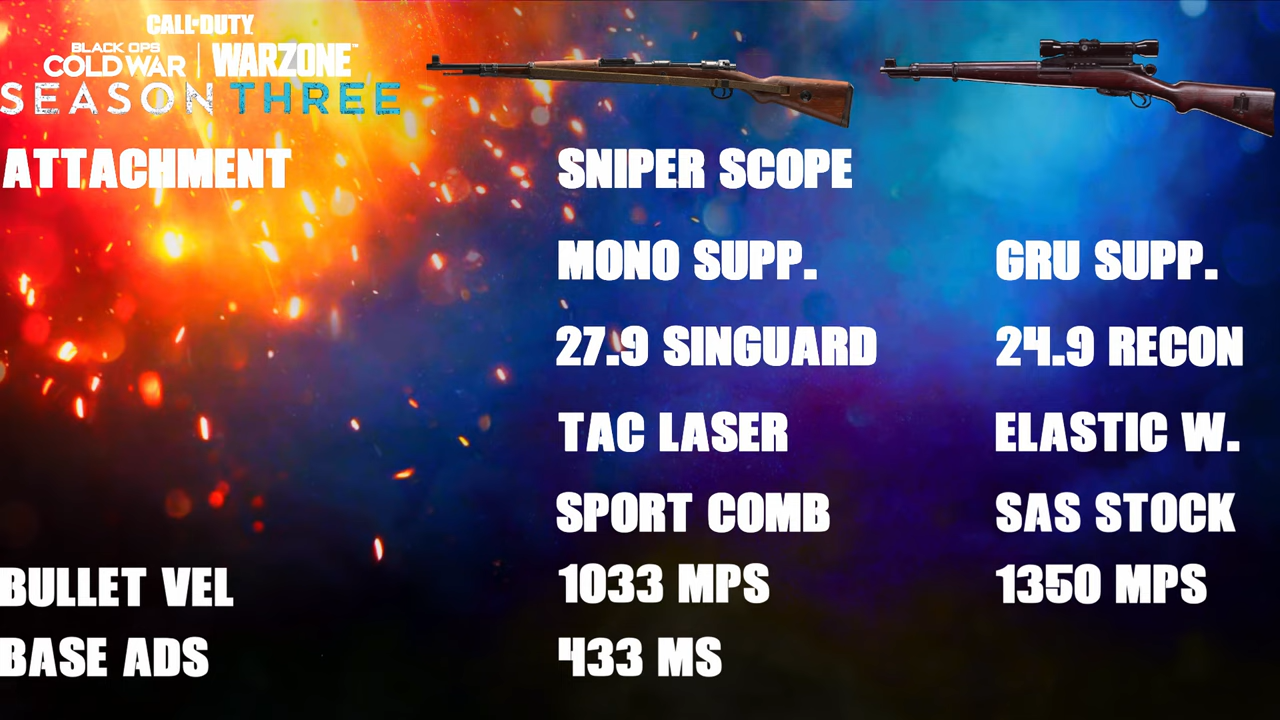 CALL OF DUTY
BLACK OPS
COLD WAR | WARZONE™
SEASON THREE
ATTACHMENT SNIPER SCOPE
MONO SUPP. GRU SUPP.
27.9 SINGUARD 24.9 RECON
TAC LASER ELASTIC W.
SPORT COMB SAS STOCK
BULLET VEL 1033 MPS 1350 MPS
BASE ADS 433 MS